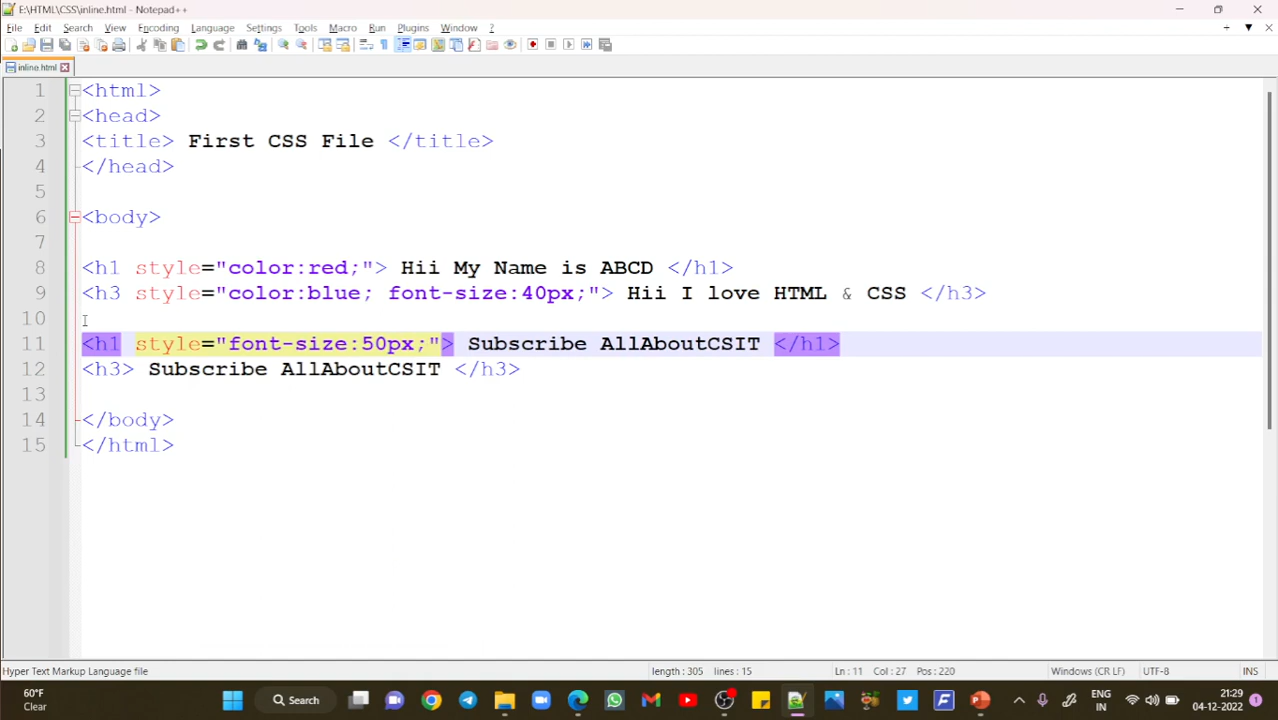 E:\HTML\CSS\inline.html - Notepad++
File Edit Search View Encoding Language Settings Tools Macro Run Plugins Window ?
inline.html
1 <html>
2 <head>
3 <title> First CSS File </title>
4 </head>
5
6 <body>
7
8 <h1 style="color:red;"> Hii My Name is ABCD </h1>
9 <h3 style="color:blue; font-size:40px;"> Hii I love HTML & CSS </h3>
10
11 <h1 style="font-size:50px;"> Subscribe AllAboutCSIT </h1>
12 <h3> Subscribe AllAboutCSIT </h3>
13
14 </body>
15 </html>
Hyper Text Markup Language file length : 305 lines : 15 Ln : 11 Col : 27 Pos : 220 Windows (CR LF) UTF-8 INS
60°F
Clear
Search
ENG
IN
21:29
04-12-2022
1